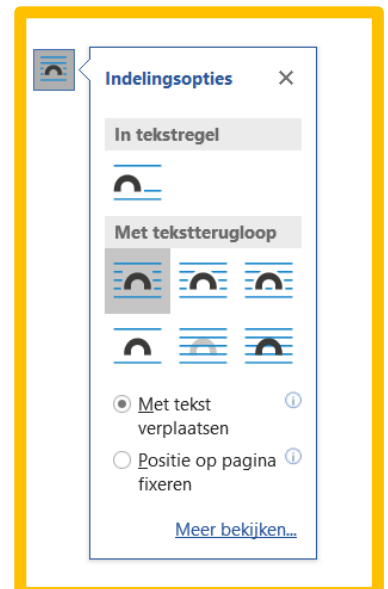 Indelingsopties
In tekstregel
Met tekstterugloop
Met tekst
verplaatsen
Positie op pagina
fixeren
Meer bekijken...